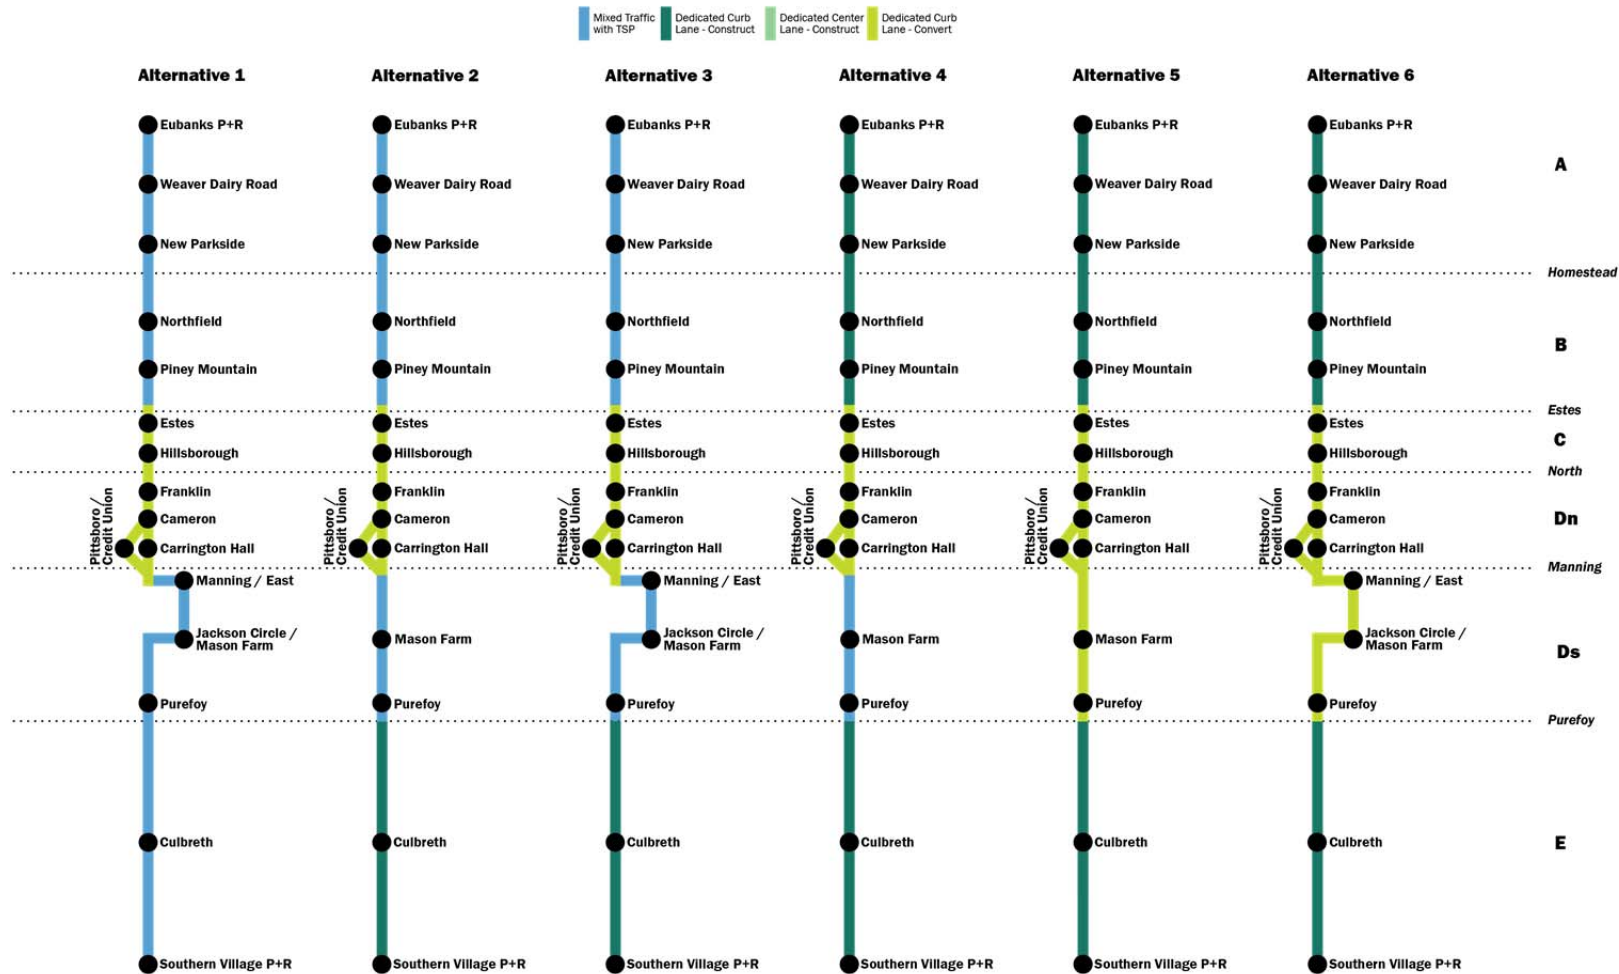 Mixed Traffic
with TSP
Dedicated Curb
Lane - Construct
Dedicated Center
Lane - Construct
Dedicated Curb
Lane - Convert
Alternative 1
Alternative 2
Alternative 3
Alternative 4
Alternative 5
Alternative 6
Eubanks P+R
Eubanks P+R
Eubanks P+R
Eubanks P+R
Eubanks P+R
Eubanks P+R
A
Weaver Dairy Road
Weaver Dairy Road
Weaver Dairy Road
Weaver Dairy Road
Weaver Dairy Road
Weaver Dairy Road
New Parkside
New Parkside
New Parkside
New Parkside
New Parkside
New Parkside
Homestead
Northfield
Northfield
Northfield
Northfield
Northfield
Northfield
B
Piney Mountain
Piney Mountain
Piney Mountain
Piney Mountain
Piney Mountain
Piney Mountain
Estes
Estes
Estes
Estes
Estes
Estes
Estes
C
Hillsborough
Hillsborough
Hillsborough
Hillsborough
Hillsborough
Hillsborough
North
Franklin
Franklin
Franklin
Franklin
Franklin
Franklin
Pittsboro /
Credit Union
Pittsboro /
Credit Union
Pittsboro /
Credit Union
Pittsboro /
Credit Union
Pittsboro /
Credit Union
Pittsboro /
Credit Union
Cameron
Cameron
Cameron
Cameron
Cameron
Cameron
Dn
Carrington Hall
Carrington Hall
Carrington Hall
Carrington Hall
Carrington Hall
Carrington Hall
Manning
Manning / East
Manning / East
Manning / East
Jackson Circle /
Mason Farm
Mason Farm
Jackson Circle /
Mason Farm
Mason Farm
Mason Farm
Jackson Circle /
Mason Farm
Ds
Purefoy
Purefoy
Purefoy
Purefoy
Purefoy
Purefoy
Purefoy
Culbreth
Culbreth
Culbreth
Culbreth
Culbreth
Culbreth
E
Southern Village P+R
Southern Village P+R
Southern Village P+R
Southern Village P+R
Southern Village P+R
Southern Village P+R